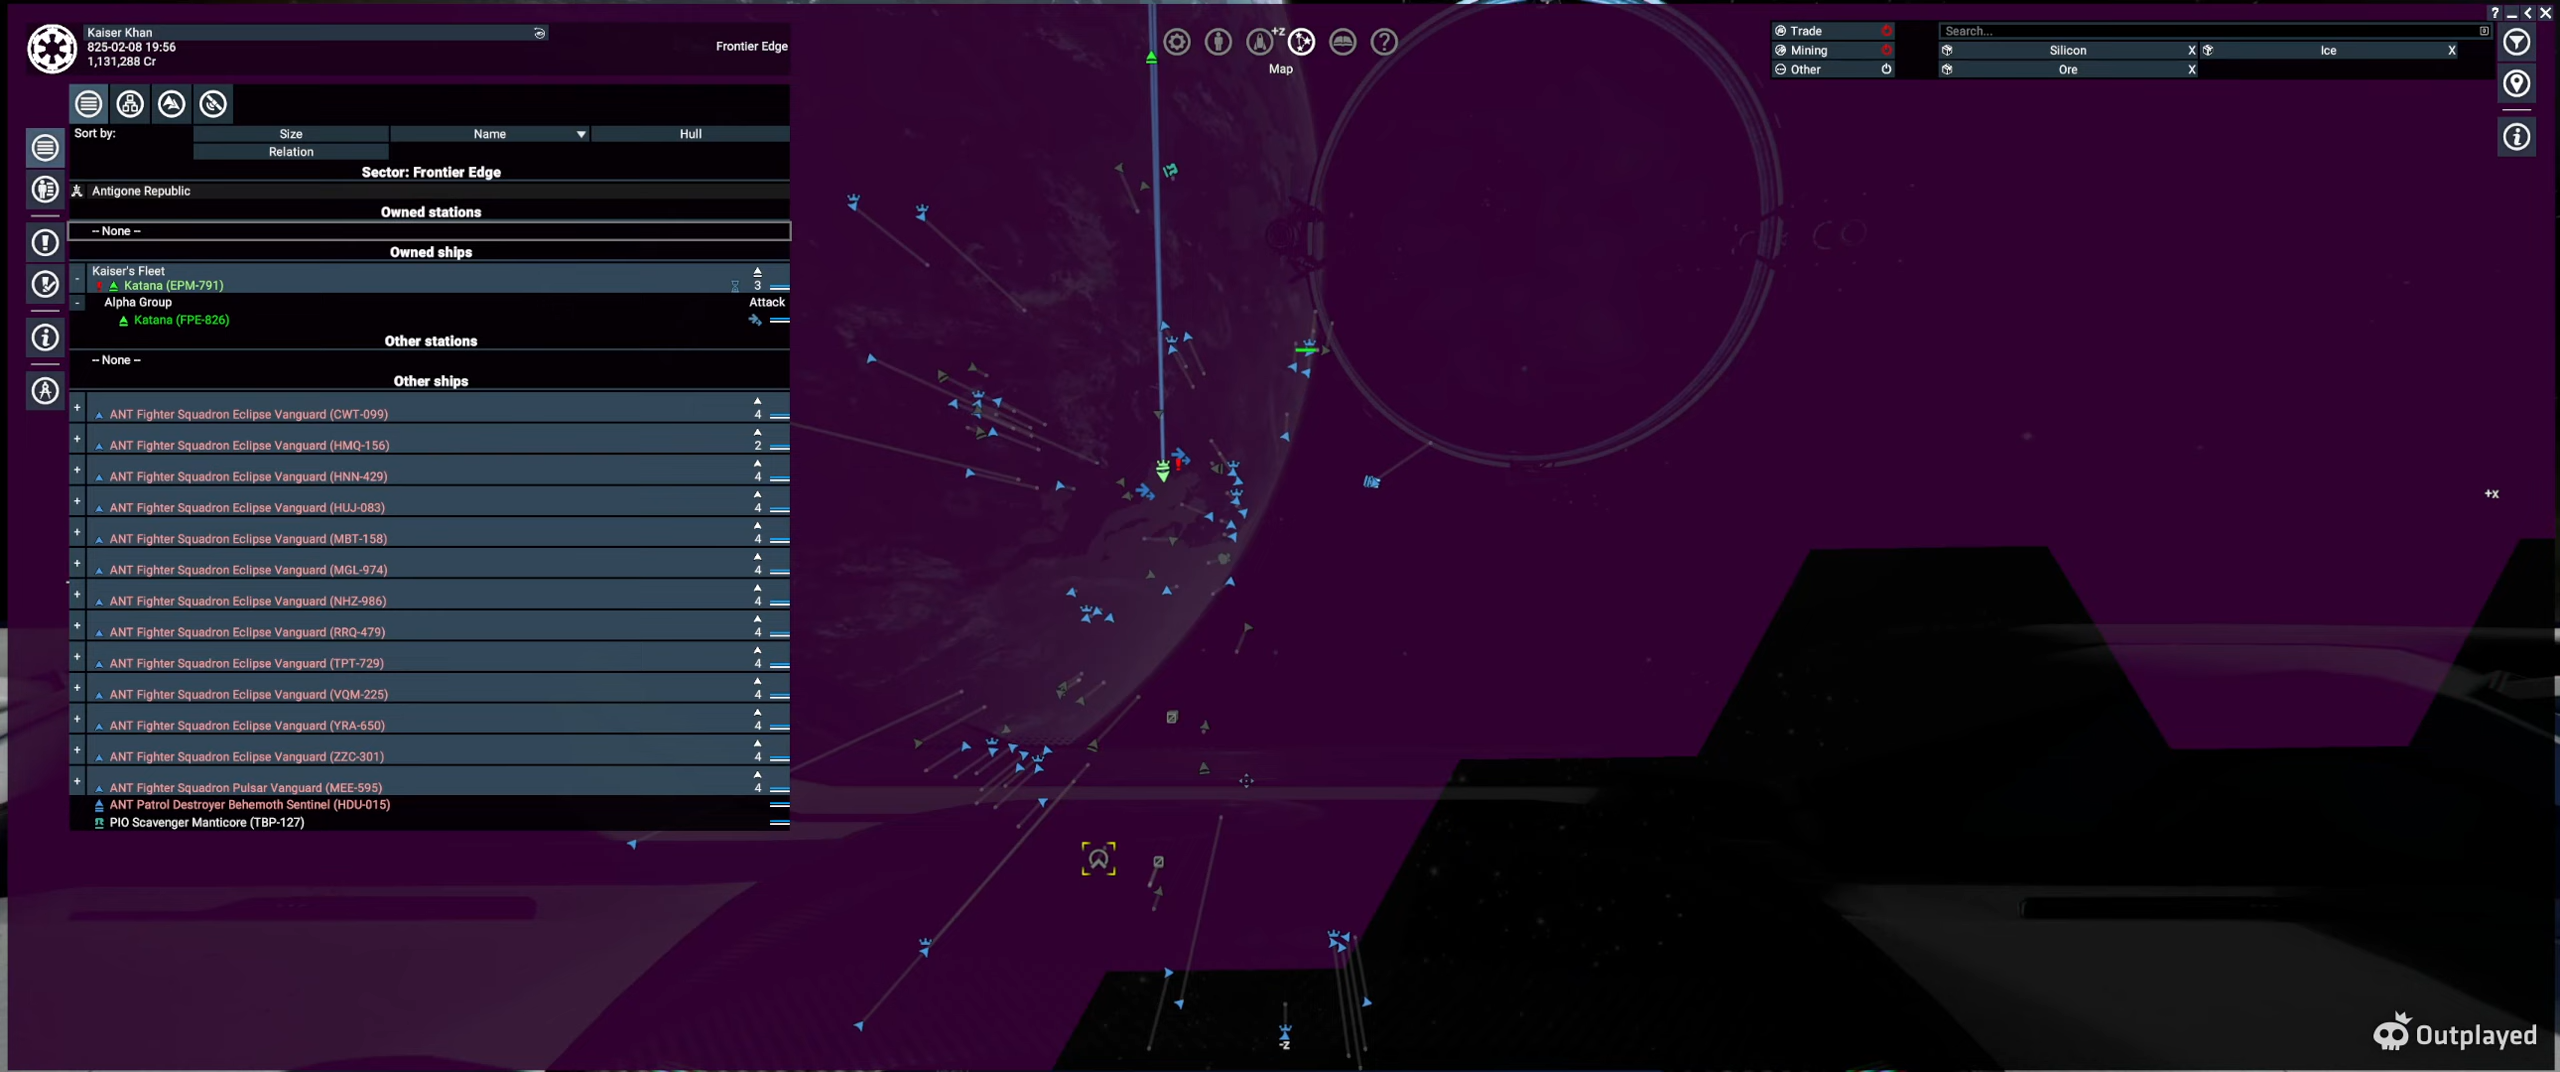 Kaiser Khan
825-02-08 19:56
1,131,288 Cr
Frontier Edge
+z
Map
Trade
Mining
Other
Search...
Silicon X
Ice X
Ore X
Sort by:
Size
Name
Hull
Relation
Sector: Frontier Edge
Antigone Republic
Owned stations
-- None --
Owned ships
Kaiser's Fleet
Katana (EPM-791) 3
Alpha Group Attack
Katana (FPE-826)
Other stations
-- None --
Other ships
ANT Fighter Squadron Eclipse Vanguard (CWT-099) 4
ANT Fighter Squadron Eclipse Vanguard (HMQ-156) 2
ANT Fighter Squadron Eclipse Vanguard (HNN-429) 4
ANT Fighter Squadron Eclipse Vanguard (HUJ-083) 4
ANT Fighter Squadron Eclipse Vanguard (MBT-158) 4
ANT Fighter Squadron Eclipse Vanguard (MGL-974) 4
ANT Fighter Squadron Eclipse Vanguard (NHZ-986) 4
ANT Fighter Squadron Eclipse Vanguard (RRQ-479) 4
ANT Fighter Squadron Eclipse Vanguard (TPT-729) 4
ANT Fighter Squadron Eclipse Vanguard (VQM-225) 4
ANT Fighter Squadron Eclipse Vanguard (YRA-650) 4
ANT Fighter Squadron Eclipse Vanguard (ZZC-301) 4
ANT Fighter Squadron Pulsar Vanguard (MEE-595) 4
ANT Patrol Destroyer Behemoth Sentinel (HDU-015)
PIO Scavenger Manticore (TBP-127)
+x
-z
Outplayed